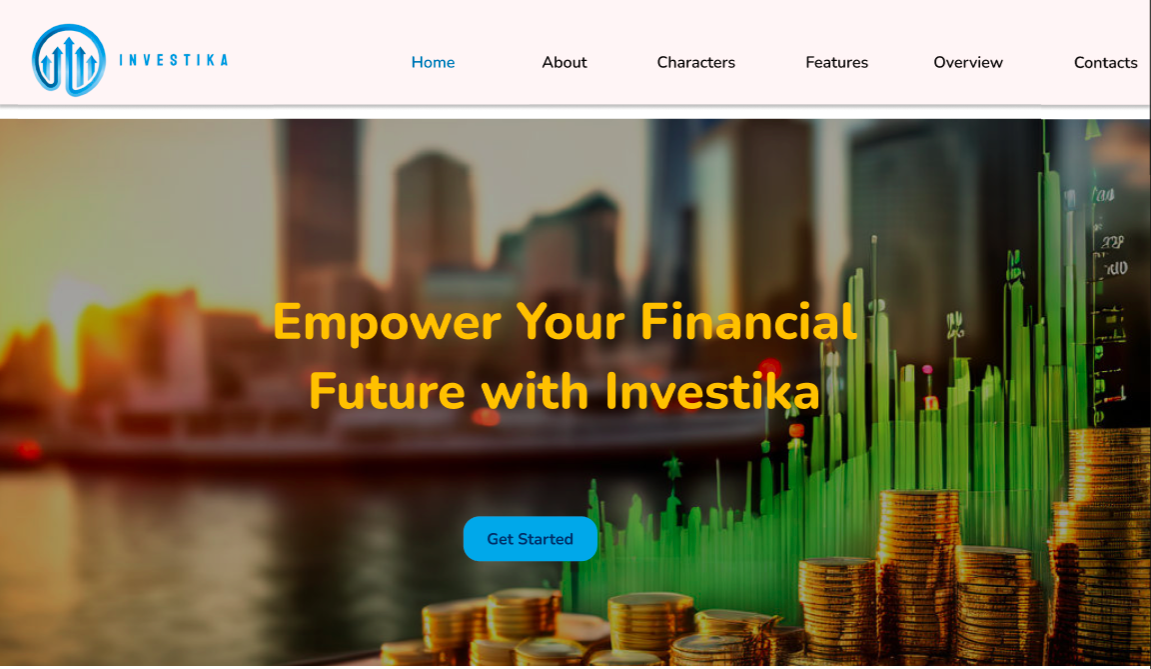 INVESTIKA
Home About Characters Features Overview Contacts
Empower Your Financial
Future with Investika
Get Started